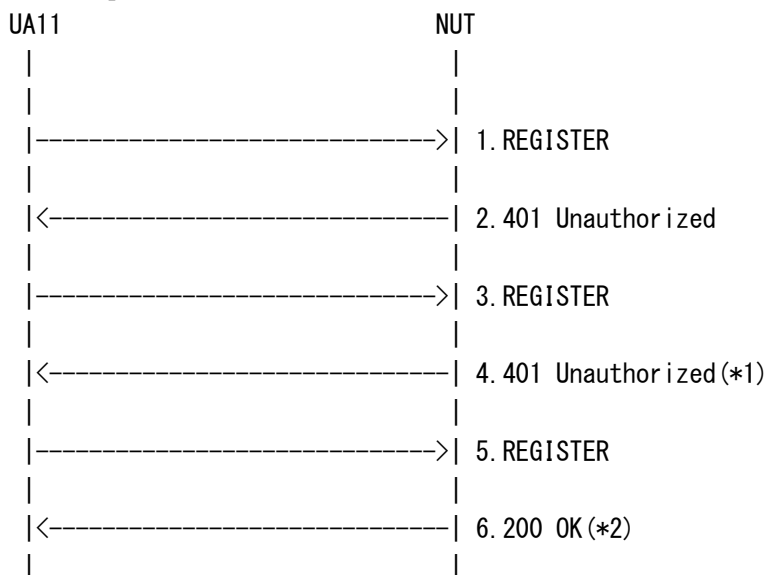 UA11 NUT
1.REGISTER
2.401 Unauthorized
3.REGISTER
4.401 Unauthorized(*1)
5.REGISTER
6.200 OK(*2)